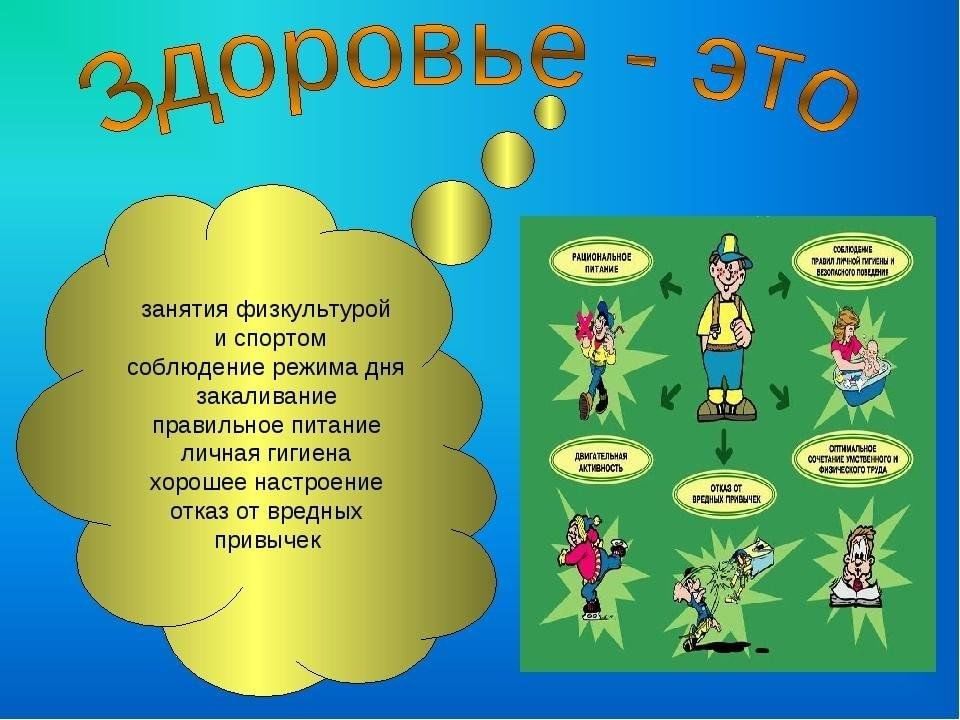 Здоровье - это
занятия физкультурой
и спортом
соблюдение режима дня
закаливание
правильное питание
личная гигиена
хорошее настроение
отказ от вредных
привычек
РАЦИОНАЛЬНОЕ
ПИТАНИЕ
СОБЛЮДЕНИЕ
ПРАВИЛ ЛИЧНОЙ ГИГИЕНЫ И
БЕЗОПАСНОГО ПОВЕДЕНИЯ
ДВИГАТЕЛЬНАЯ
АКТИВНОСТЬ
ОТКАЗ ОТ
ВРЕДНЫХ ПРИВЫЧЕК
ОПТИМАЛЬНОЕ
СОЧЕТАНИЕ УМСТВЕННОГО И
ФИЗИЧЕСКОГО ТРУДА